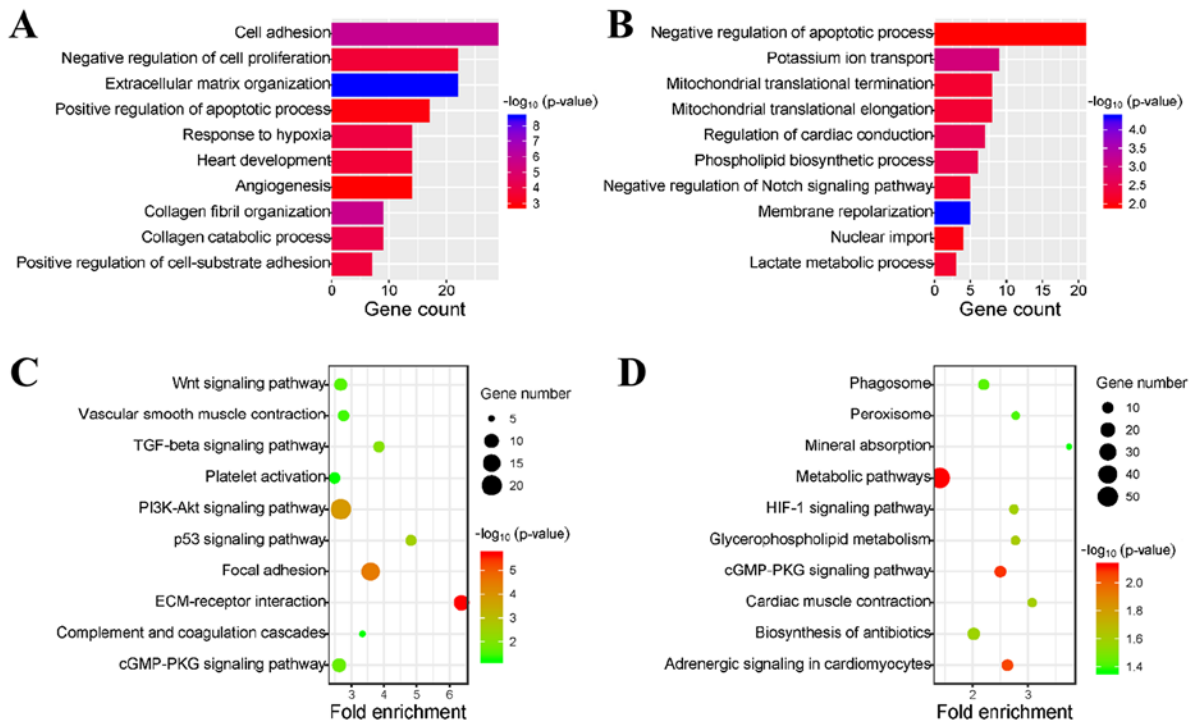 A
Cell adhesion
Negative regulation of cell proliferation
Extracellular matrix organization
Positive regulation of apoptotic process
Response to hypoxia
Heart development
Angiogenesis
Collagen fibril organization
Collagen catabolic process
Positive regulation of cell-substrate adhesion
0 10 20
Gene count
-log10 (p-value)
8
7
6
5
4
3
B
Negative regulation of apoptotic process
Potassium ion transport
Mitochondrial translational termination
Mitochondrial translational elongation
Regulation of cardiac conduction
Phospholipid biosynthetic process
Negative regulation of Notch signaling pathway
Membrane repolarization
Nuclear import
Lactate metabolic process
0 5 10 15 20
Gene count
-log10 (p-value)
4.0
3.5
3.0
2.5
2.0
C
Wnt signaling pathway
Vascular smooth muscle contraction
TGF-beta signaling pathway
Platelet activation
PI3K-Akt signaling pathway
p53 signaling pathway
Focal adhesion
ECM-receptor interaction
Complement and coagulation cascades
cGMP-PKG signaling pathway
3 4 5 6
Fold enrichment
Gene number
5
10
15
20
-log10 (p-value)
5
4
3
2
D
Phagosome
Peroxisome
Mineral absorption
Metabolic pathways
HIF-1 signaling pathway
Glycerophospholipid metabolism
cGMP-PKG signaling pathway
Cardiac muscle contraction
Biosynthesis of antibiotics
Adrenergic signaling in cardiomyocytes
2 3
Fold enrichment
Gene number
10
20
30
40
50
-log10 (p-value)
2.0
1.8
1.6
1.4